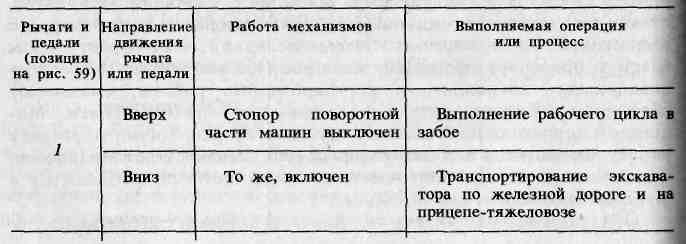 Рычаги и
педали
(позиция
на рис. 59)
Направление
движения
рычага
или педали
Работа механизмов
Выполняемая операция
или процесс
1
Вверх
Стопор поворотной
части машин выключен
Выполнение рабочего цикла в
забое
Вниз
То же, включен
Транспортирование экскава-
тора по железной дороге и на
прицепе-тяжеловозе